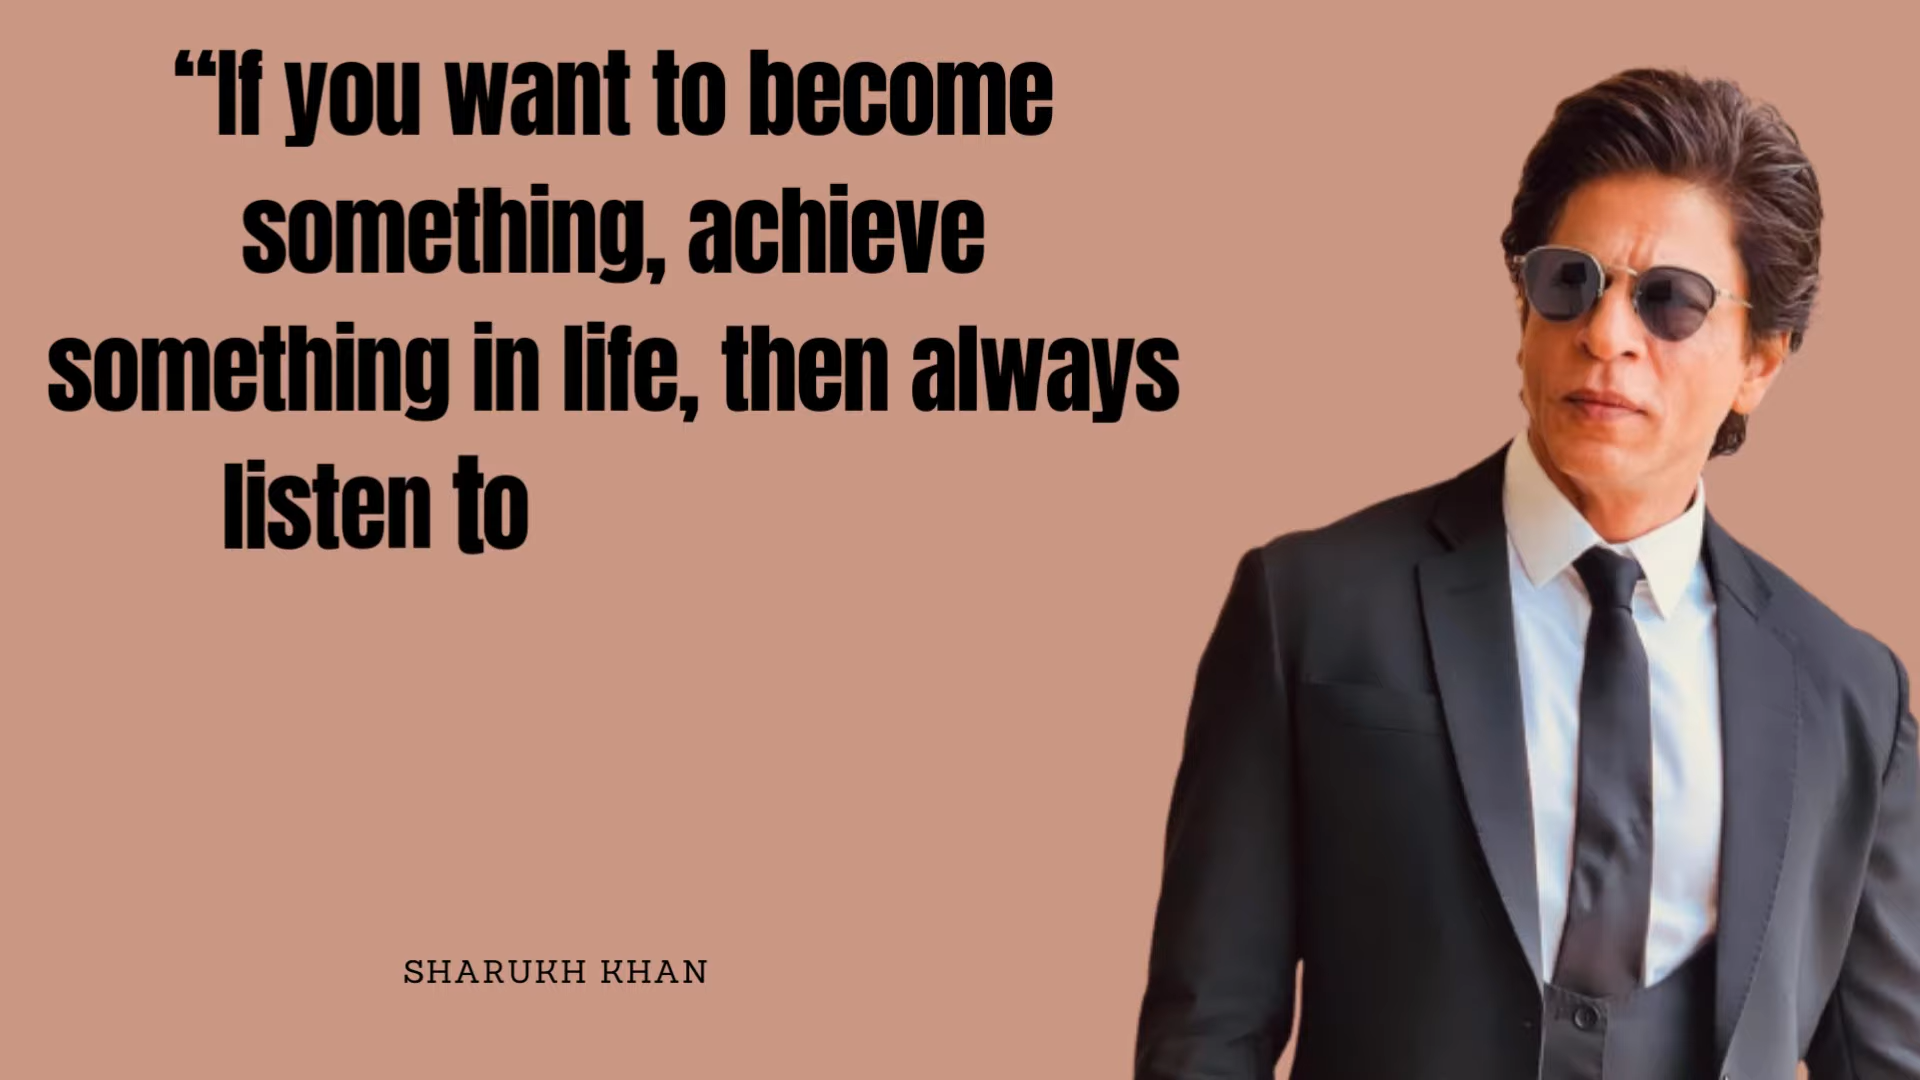 “If you want to become
something, achieve
something in life, then always
listen to
SHARUKH KHAN